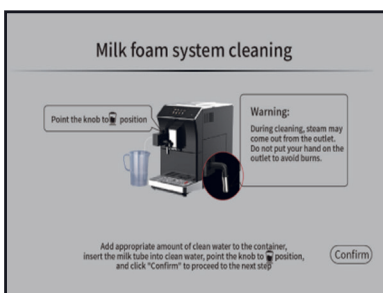 Milk foam system cleaning
Point the knob to position
Warning:
During cleaning, steam may
come out from the outlet.
Do not put your hand on the
outlet to avoid burns.
Add appropriate amount of clean water to the container,
insert the milk tube into clean water, point the knob to position,
and click "Confirm" to proceed to the next step
Confirm